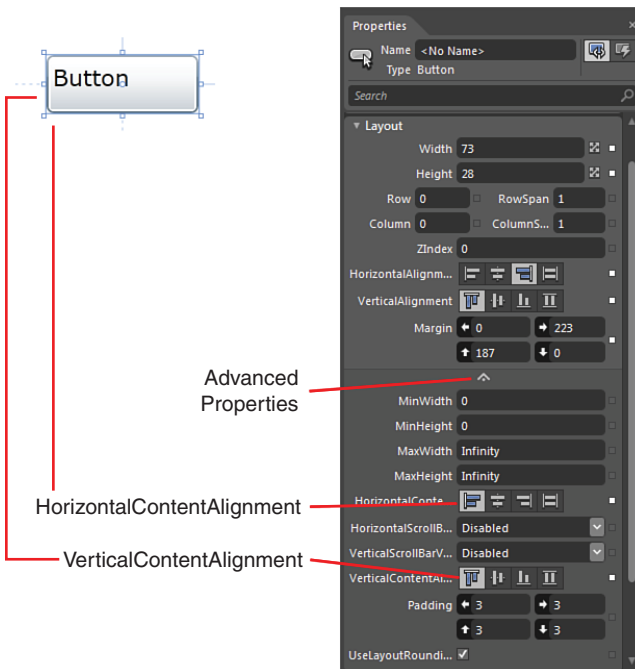 Properties
Name <No Name>
Type Button
Search
Layout
Width 73
Height 28
Row 0 RowSpan 1
Column 0 ColumnS... 1
ZIndex 0
HorizontalAlignm...
VerticalAlignment
Margin 0 223
187 0
MinWidth 0
MinHeight 0
MaxWidth Infinity
MaxHeight Infinity
HorizontalConte...
HorizontalScrollB... Disabled
VerticalScrollBarV... Disabled
VerticalContentAl...
Padding 3 3
3 3
UseLayoutRoundi...
Button
Advanced
Properties
HorizontalContentAlignment
VerticalContentAlignment